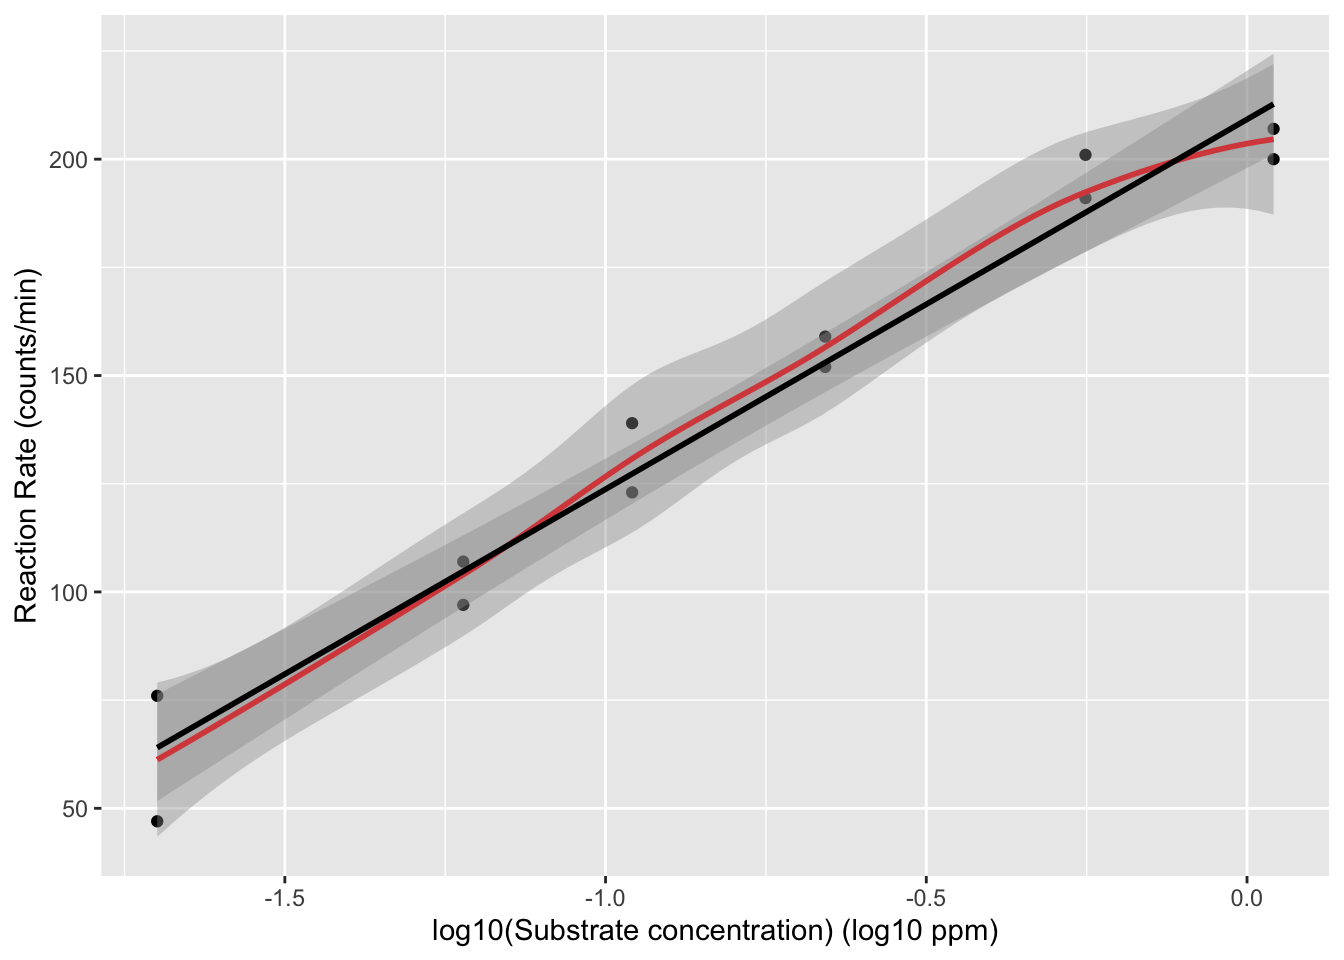 Reaction Rate (counts/min)
200
150
100
50
-1.5 -1.0 -0.5 0.0
log10(Substrate concentration) (log10 ppm)